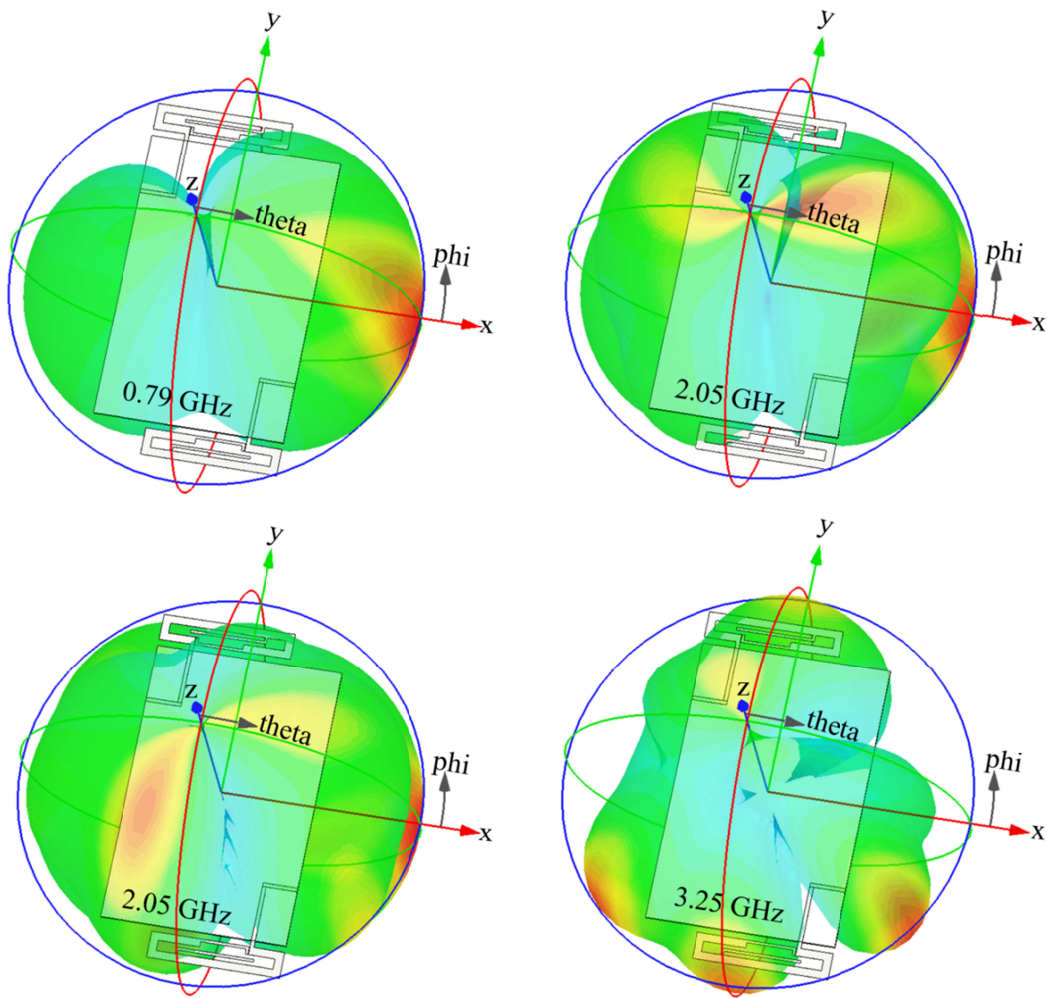 y
z
theta
phi
x
0.79 GHz
y
z
theta
phi
x
2.05 GHz
y
z
theta
phi
x
2.05 GHz
y
z
theta
phi
x
3.25 GHz